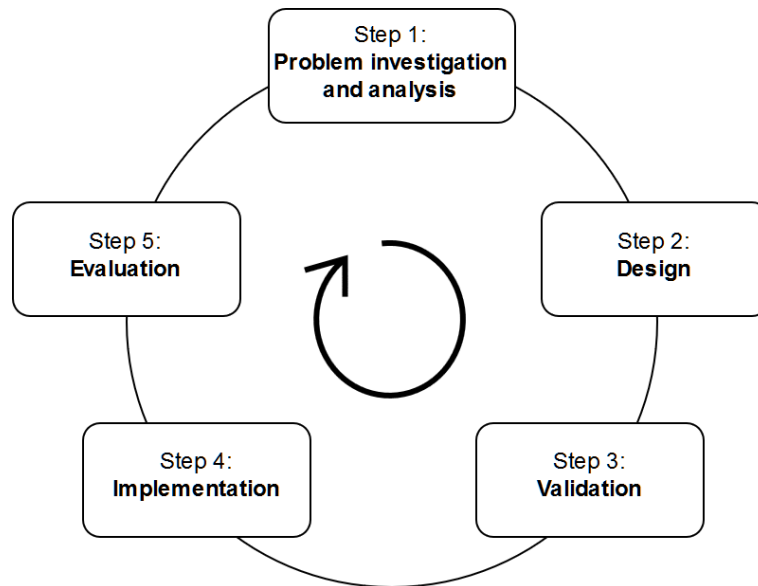 Step 1:
Problem investigation
and analysis
Step 2:
Design
Step 3:
Validation
Step 4:
Implementation
Step 5:
Evaluation